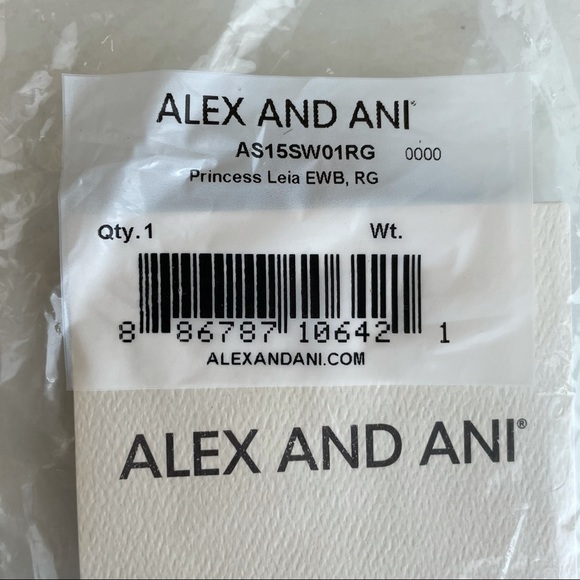 ALEX AND ANI®
AS15SW01RG 0000
Princess Leia EWB, RG
Qty. 1 Wt.
8 86787 10642 1
ALEXANDANI.COM
ALEX AND ANI®